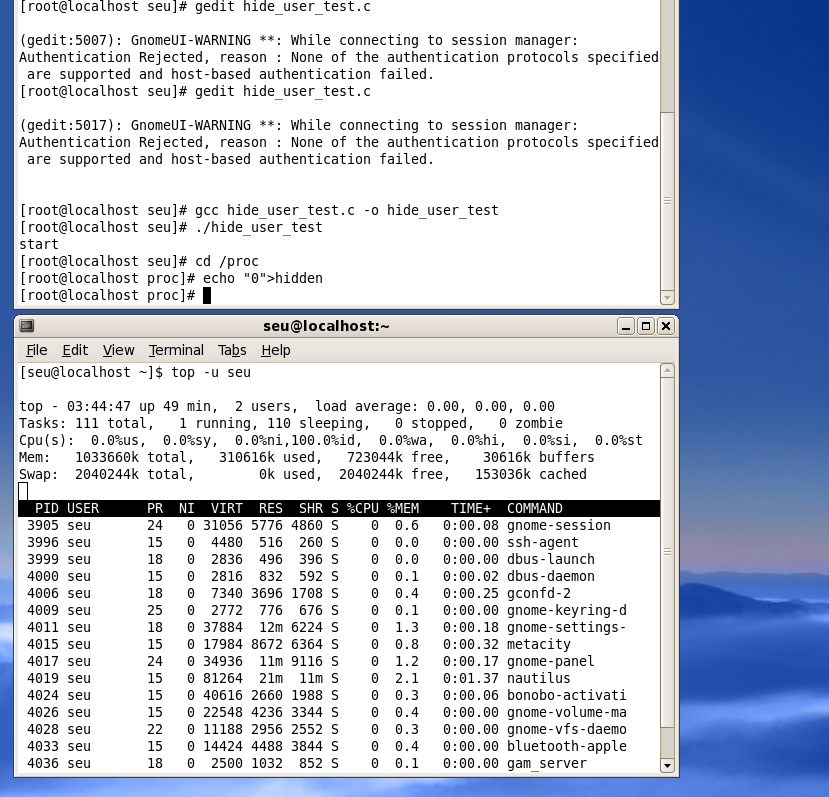 [root@localhost seu]# gedit hide_user_test.c
(gedit:5007): GnomeUI-WARNING **: While connecting to session manager:
Authentication Rejected, reason : None of the authentication protocols specified
 are supported and host-based authentication failed.
[root@localhost seu]# gedit hide_user_test.c
(gedit:5017): GnomeUI-WARNING **: While connecting to session manager:
Authentication Rejected, reason : None of the authentication protocols specified
 are supported and host-based authentication failed.
[root@localhost seu]# gcc hide_user_test.c -o hide_user_test
[root@localhost seu]# ./hide_user_test
start
[root@localhost seu]# cd /proc
[root@localhost proc]# echo "0">hidden
[root@localhost proc]#
seu@localhost:~
File Edit View Terminal Tabs Help
[seu@localhost ~]$ top -u seu
top - 03:44:47 up 49 min,  2 users,  load average: 0.00, 0.00, 0.00
Tasks: 111 total,   1 running, 110 sleeping,   0 stopped,   0 zombie
Cpu(s):  0.0%us,  0.0%sy,  0.0%ni,100.0%id,  0.0%wa,  0.0%hi,  0.0%si,  0.0%st
Mem:   1033660k total,   310616k used,   723044k free,    30616k buffers
Swap:  2040244k total,        0k used,  2040244k free,   153036k cached
  PID USER      PR  NI  VIRT  RES  SHR S %CPU %MEM    TIME+  COMMAND
 3905 seu       24   0 31056 5776 4860 S    0  0.6   0:00.08 gnome-session
 3996 seu       15   0  4480  516  260 S    0  0.0   0:00.00 ssh-agent
 3999 seu       18   0  2836  496  396 S    0  0.0   0:00.00 dbus-launch
 4000 seu       15   0  2816  832  592 S    0  0.1   0:00.02 dbus-daemon
 4006 seu       18   0  7340 3696 1708 S    0  0.4   0:00.25 gconfd-2
 4009 seu       25   0  2772  776  676 S    0  0.1   0:00.00 gnome-keyring-d
 4011 seu       18   0 37884  12m 6224 S    0  1.3   0:00.18 gnome-settings-
 4015 seu       15   0 17984 8672 6364 S    0  0.8   0:00.32 metacity
 4017 seu       24   0 34936  11m 9116 S    0  1.2   0:00.17 gnome-panel
 4019 seu       15   0 81264  21m  11m S    0  2.1   0:01.37 nautilus
 4024 seu       15   0 40616 2660 1988 S    0  0.3   0:00.06 bonobo-activati
 4026 seu       15   0 22548 4236 3344 S    0  0.4   0:00.00 gnome-volume-ma
 4028 seu       22   0 11188 2956 2552 S    0  0.3   0:00.00 gnome-vfs-daemo
 4033 seu       15   0 14424 4488 3844 S    0  0.4   0:00.00 bluetooth-apple
 4036 seu       18   0  2500 1032  852 S    0  0.1   0:00.00 gam_server